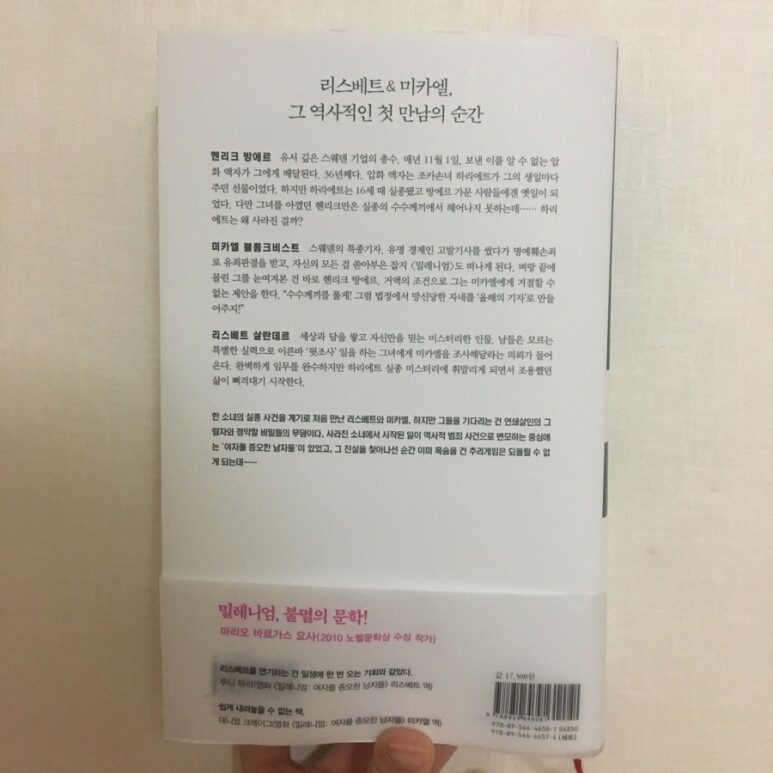 리스베트 & 미카엘,
그 역사적인 첫 만남의 순간
헨리크 방에르 유서 깊은 스웨덴 기업의 총수. 매년 11월 1일, 보낸 이를 알 수 없는 압
화 액자가 그에게 배달된다. 36년째다. 압화 액자는 조카손녀 하리에트가 그의 생일마다
주던 선물이었다. 하지만 하리에트는 16세 때 실종됐고 방에르 가문 사람들에겐 옛일이 되
었다. 다만 그녀를 아꼈던 헨리크만은 실종의 수수께끼에서 헤어나지 못하는데…… 하리
에트는 왜 사라진 걸까?
미카엘 블롬크비스트 스웨덴의 특종기자. 유명 경제인 고발기사를 썼다가 명예훼손죄
로 유죄판결을 받고, 자신의 모든 걸 쏟아부은 잡지 〈밀레니엄〉도 떠나게 된다. 벼랑 끝에
몰린 그를 눈여겨본 건 바로 헨리크 방에르. 거액의 조건으로 그는 미카엘에게 거절할 수
없는 제안을 한다. “수수께끼를 풀게! 그럼 법정에서 망신당한 자네를 ‘올해의 기자’로 만들
어주지!”
리스베트 살란데르 세상과 담을 쌓고 자신만을 믿는 미스터리한 인물. 남들은 모르는
특별한 실력으로 이른바 ‘뒷조사’ 일을 하는 그녀에게 미카엘을 조사해달라는 의뢰가 들어
온다. 완벽하게 임무를 완수하지만 하리에트 실종 미스터리에 휘말리게 되면서 조용했던
삶이 삐걱대기 시작한다.
한 소녀의 실종 사건을 계기로 처음 만난 리스베트와 미카엘. 하지만 그들을 기다리는 건 연쇄살인의 그
림자와 경악할 비밀들의 무덤이다. 사라진 소녀에서 시작된 일이 역사적 범죄 사건으로 변모하는 중심에
는 ‘여자를 증오한 남자들’이 있었고, 그 진실을 찾아나선 순간 이미 목숨을 건 추리게임은 되돌릴 수 없
게 되는데……
밀레니엄, 불멸의 문학!
마리오 바르가스 요사(2010 노벨문학상 수상 작가)
리스베트를 연기하는 건 일생에 한 번 오는 기회와 같았다.
루니 마라(영화 〈밀레니엄: 여자를 증오한 남자들〉 리스베트 역)
쉽게 내려놓을 수 없는 책.
대니얼 크레이그(영화 〈밀레니엄: 여자를 증오한 남자들〉 미카엘 역)
값 17,500원
9 788954 646581
978-89-546-4658-1 04850
978-89-546-4657-4 (세트)